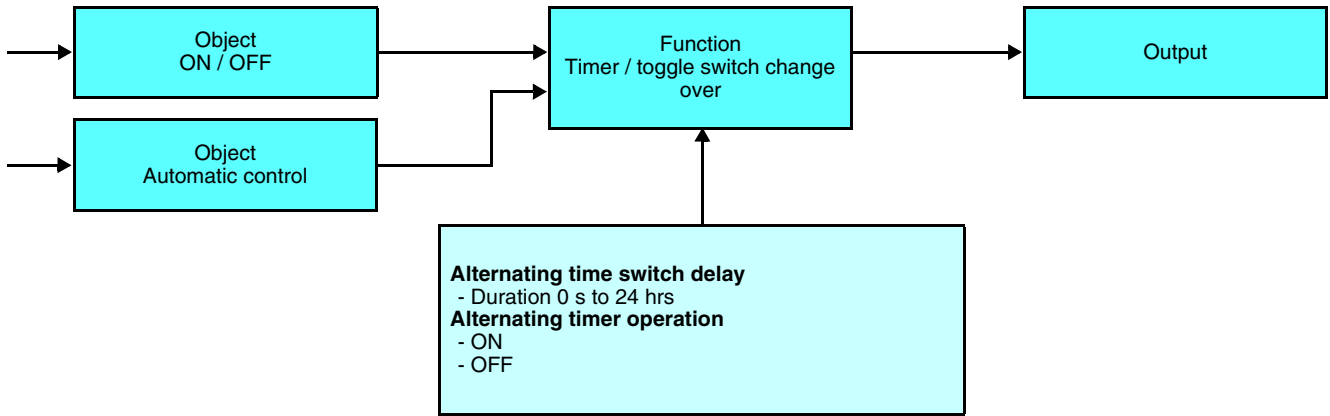 Object
ON / OFF
Function
Timer / toggle switch change
over
Output
Object
Automatic control
Alternating time switch delay
- Duration 0 s to 24 hrs
Alternating timer operation
- ON
- OFF